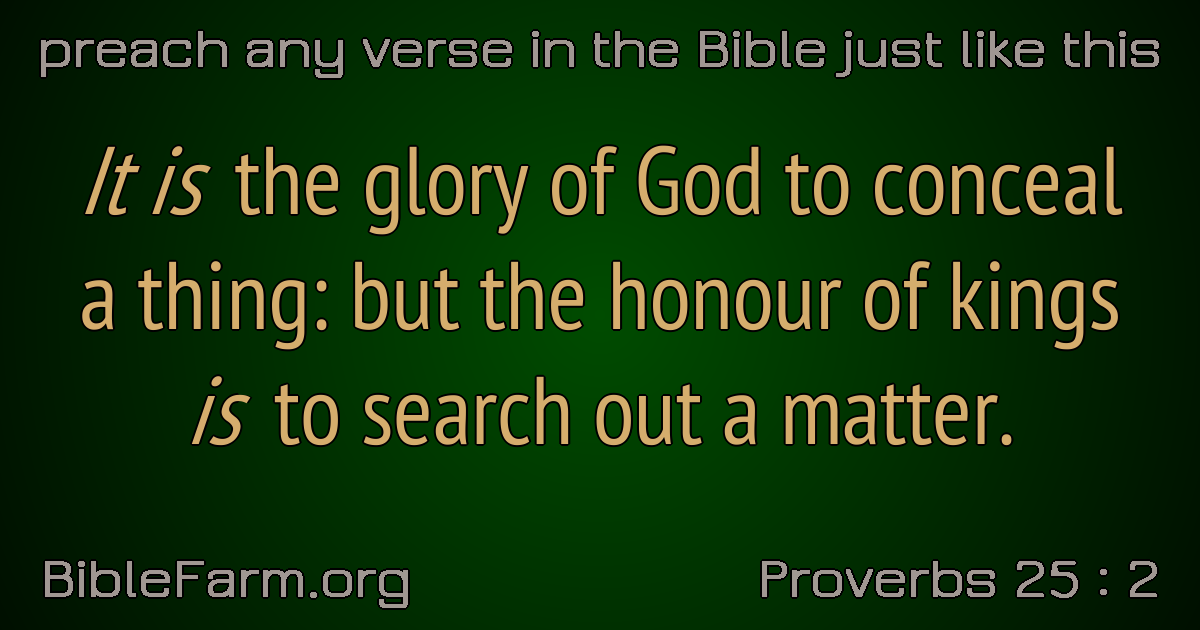 preach any verse in the Bible just like this
It is the glory of God to conceal
a thing: but the honour of kings
is to search out a matter.
BibleFarm.org
Proverbs 25 : 2